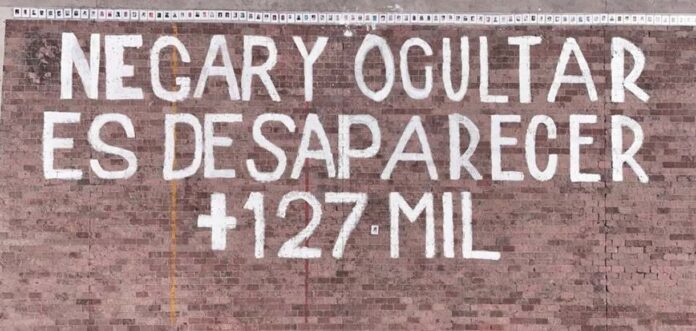 NEGAR Y OCULTAR
ES DESAPARECER
+127 MIL